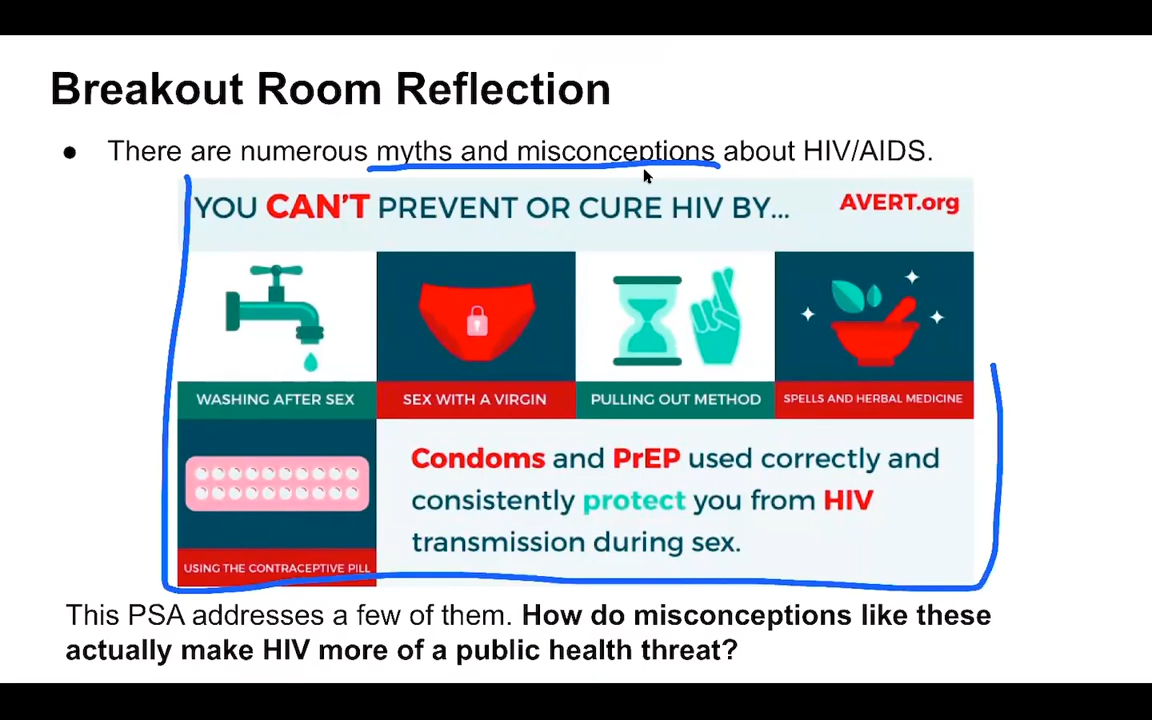 Breakout Room Reflection
● There are numerous myths and misconceptions about HIV/AIDS.
YOU CAN'T PREVENT OR CURE HIV BY... AVERT.org
WASHING AFTER SEX
SEX WITH A VIRGIN
PULLING OUT METHOD
SPELLS AND HERBAL MEDICINE
USING THE CONTRACEPTIVE PILL
Condoms and PrEP used correctly and
consistently protect you from HIV
transmission during sex.
This PSA addresses a few of them. How do misconceptions like these
actually make HIV more of a public health threat?